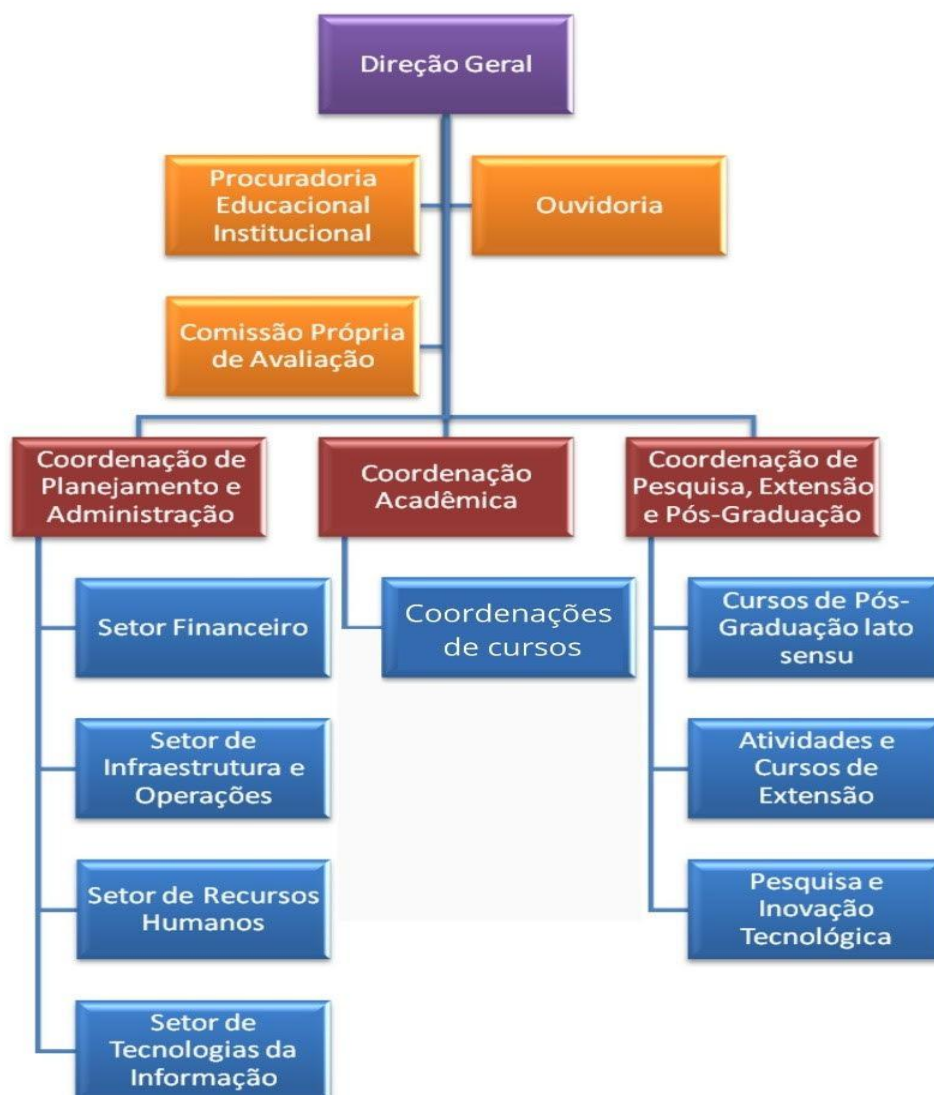 Direção Geral
Procuradoria
Educacional
Institucional
Ouvidoria
Comissão Própria
de Avaliação
Coordenação de
Planejamento e
Administração
Coordenação
Acadêmica
Coordenação de
Pesquisa, Extensão
e Pós-Graduação
Setor Financeiro
Coordenações
de cursos
Cursos de Pós-
Graduação lato
sensu
Setor de
Infraestrutura e
Operações
Atividades e
Cursos de
Extensão
Setor de Recursos
Humanos
Pesquisa e
Inovação
Tecnológica
Setor de
Tecnologias da
Informação